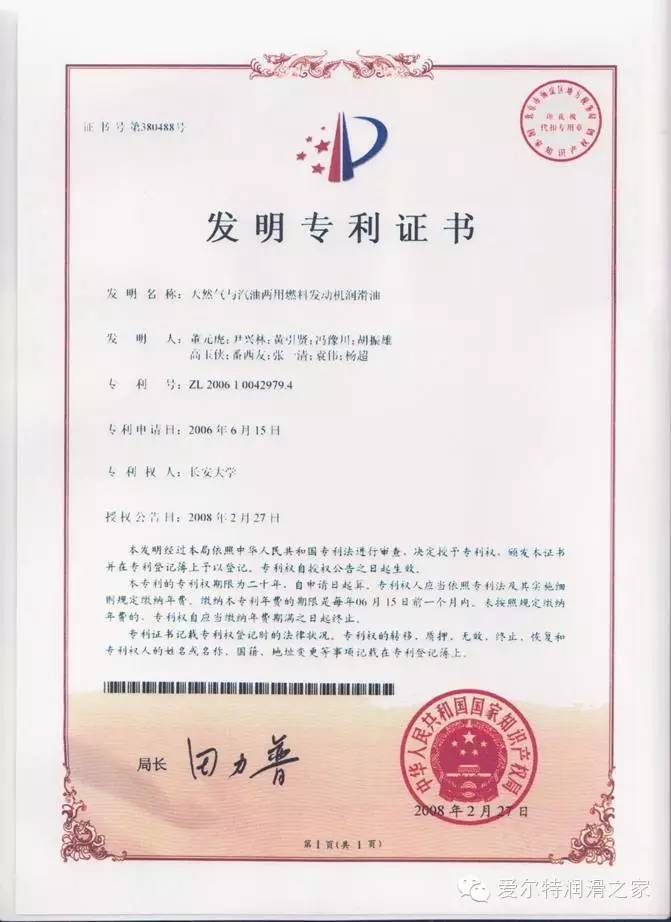 证书号第380488号
印花税
代扣专用章
国家知识产权局
发明专利证书
发明名称：天然气与汽油两用燃料发动机润滑油
发明人：董元虎；尹兴林；黄引贤；冯豫川；胡振雄
高玉侠；番西友；张一清；袁伟；杨超
专利号：ZL 2006 1 0042979.4
专利申请日：2006年6月15日
专利权人：长安大学
授权公告日：2008年2月27日
本发明经过本局依照中华人民共和国专利法进行审查，决定授予专利权，颁发本证书
并在专利登记簿上予以登记。专利权自授权公告之日起生效。
本专利的专利权期限为二十年，自申请日起算。专利权人应当依照专利法及其实施细
则规定缴纳年费。缴纳本专利年费的期限是每年06月15日前一个月内。未按照规定缴纳
年费的，专利权自应当缴纳年费期满之日起终止。
专利证书记载专利权登记时的法律状况。专利权的转移、质押、无效、终止、恢复和
专利权人的姓名或名称、国籍、地址变更等事项记载在专利登记簿上。
局长 田力普
中华人民共和国国家知识产权局
2008年2月27日
第1页(共1页)
爱尔特润滑之家